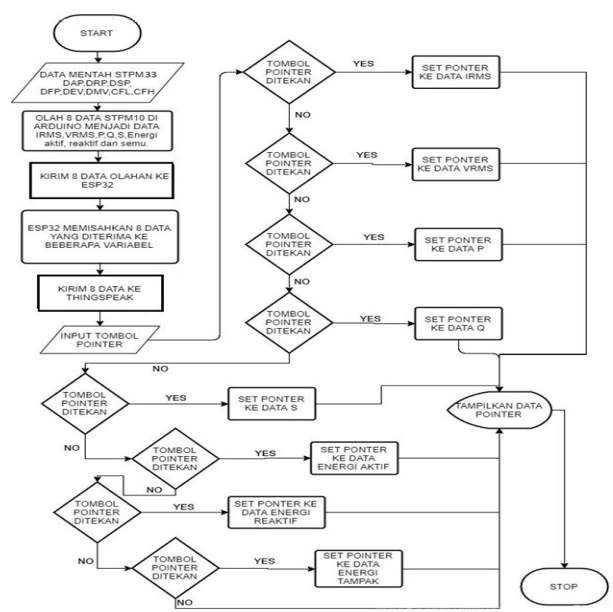 START
DATA MENTAH STPM33
DAP,DRP,DSP,
DFP,DEV,DMV,CFL,CFH
OLAH 8 DATA STPM10 DI
ARDUINO MENJADI DATA
IRMS,VRMS,P,Q,S,Energi
aktif, reaktif dan semu.
KIRIM 8 DATA OLAHAN KE
ESP32
ESP32 MEMISAHKAN 8 DATA
YANG DITERIMA KE
BEBERAPA VARIABEL
KIRIM 8 DATA KE
THINGSPEAK
INPUT TOMBOL
POINTER
TOMBOL
POINTER
DITEKAN
YES
SET PONTER
KE DATA IRMS
NO
TOMBOL
POINTER
DITEKAN
YES
SET PONTER
KE DATA VRMS
NO
TOMBOL
POINTER
DITEKAN
YES
SET PONTER
KE DATA P
NO
TOMBOL
POINTER
DITEKAN
YES
SET PONTER
KE DATA Q
NO
TOMBOL
POINTER
DITEKAN
YES
SET PONTER
KE DATA S
NO
TOMBOL
POINTER
DITEKAN
YES
SET PONTER
KE DATA
ENERGI AKTIF
NO
TOMBOL
POINTER
DITEKAN
YES
SET PONTER KE
DATA ENERGI
REAKTIF
NO
TOMBOL
POINTER
DITEKAN
YES
SET POINTER
KE DATA
ENERGI
TAMPAK
NO
TAMPILKAN DATA
POINTER
STOP